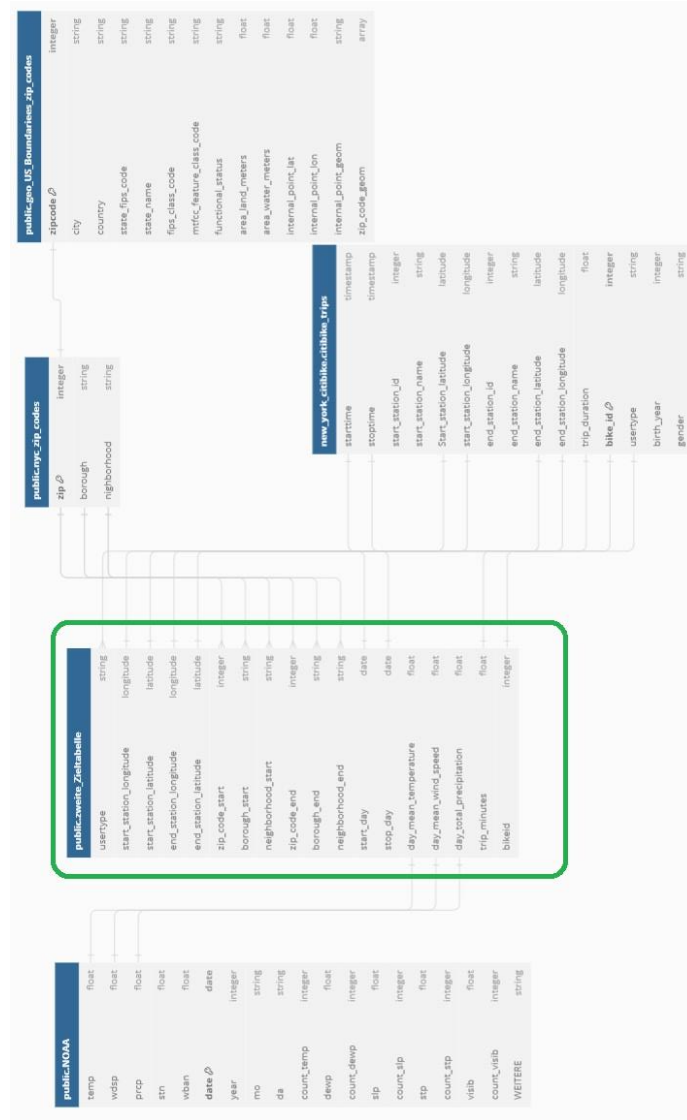 public.NOAA
temp float
wdsp float
prcp float
stn float
wban float
date date
year integer
mo string
da string
count_temp integer
dewp float
count_dewp integer
slp float
count_slp integer
stp float
count_stp integer
visib float
count_visib integer
WEITERE string
public.zweite_Zieltabelle
usertype string
start_station_longitude longitude
start_station_latitude latitude
end_station_longitude longitude
end_station_latitude latitude
zip_code_start integer
borough_start string
neighborhood_start string
zip_code_end integer
borough_end string
neighborhood_end string
start_day date
stop_day date
day_mean_temperature float
day_mean_wind_speed float
day_total_precipitation float
trip_minutes float
bikeid integer
public.nyc_zip_codes
zip integer
borough string
nighborhood string
new_york_citibike.citibike_trips
starttime timestamp
stoptime timestamp
start_station_id integer
start_station_name string
Start_station_latitude latitude
start_station_longitude longitude
end_station_id integer
end_station_name string
end_station_latitude latitude
end_station_longitude longitude
trip_duration float
bike_id integer
usertype string
birth_year integer
gender string
public.geo_US_Boundariees_zip_codes
zipcode integer
city string
country string
state_fips_code string
state_name string
fips_class_code string
mtfcc_feature_class_code string
functional_status string
area_land_meters float
area_water_meters float
internal_point_lat float
internal_point_lon float
internal_point_geom string
zip_code_geom array